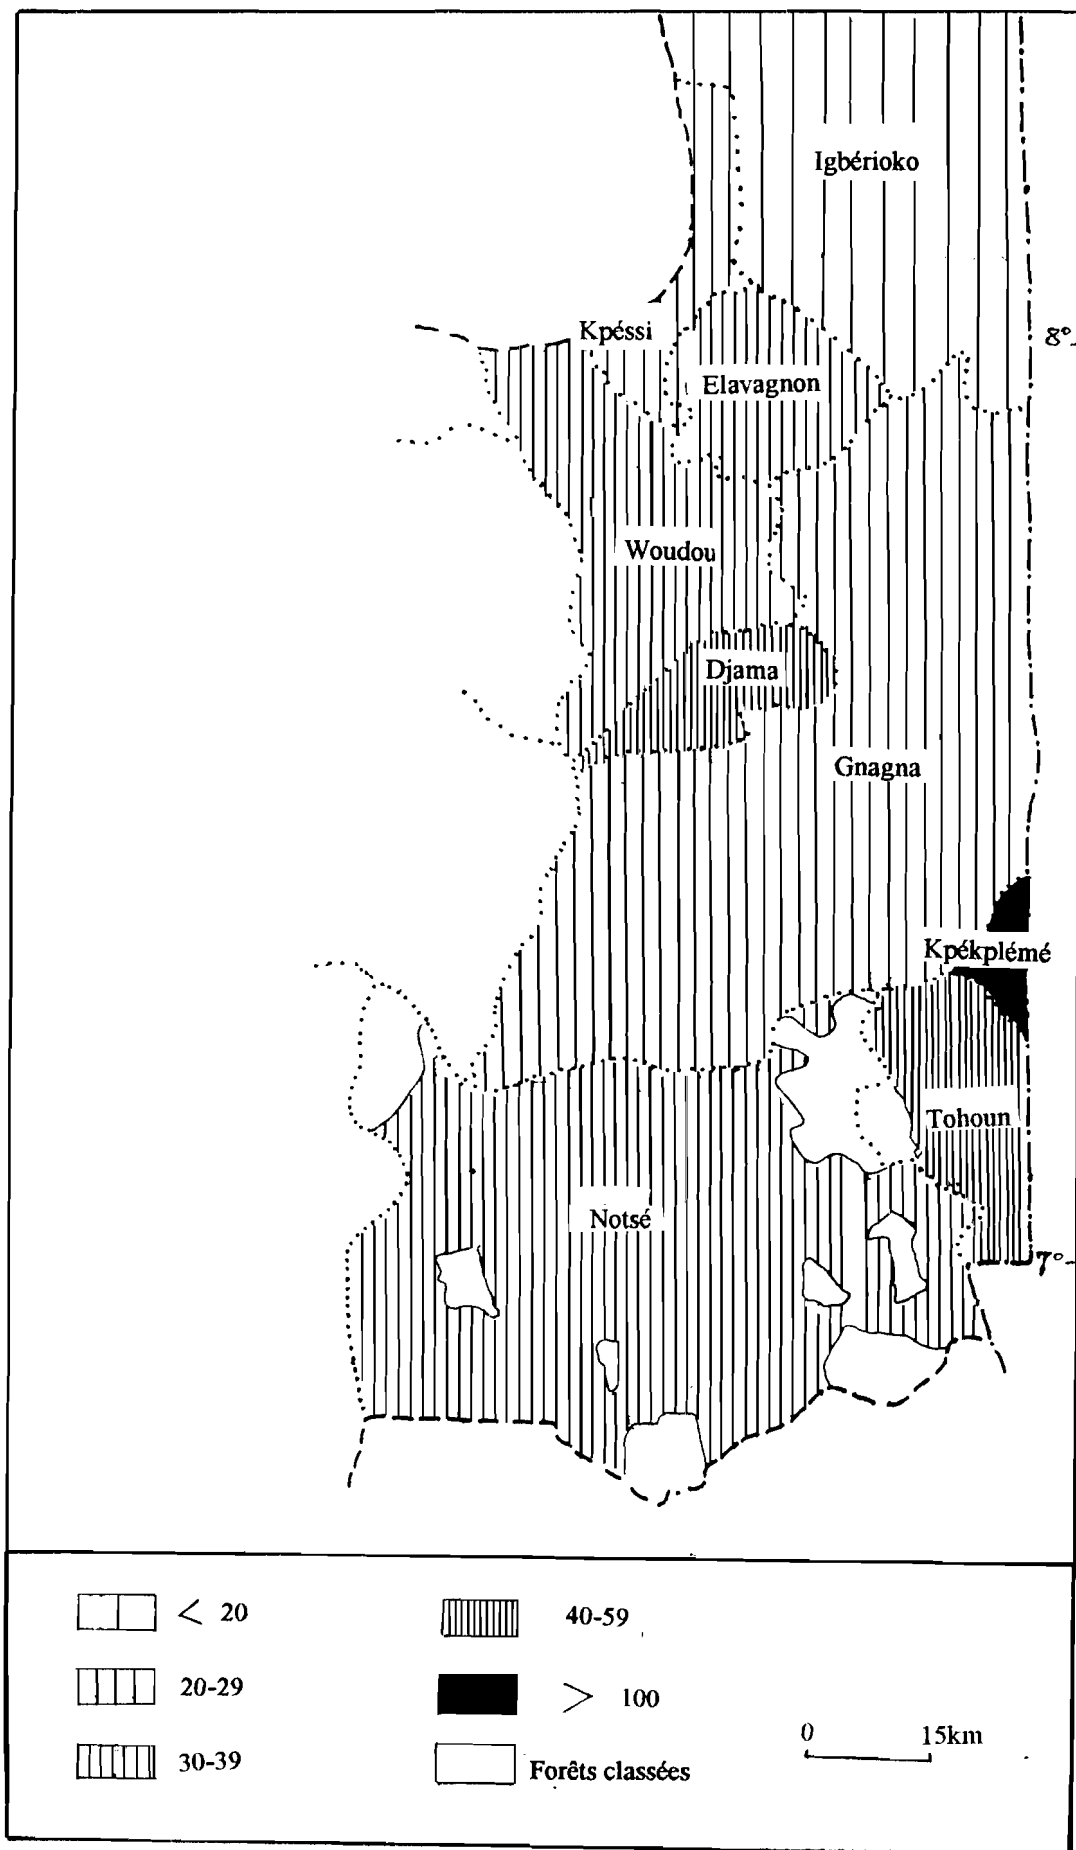 Igbérioko
Kpéssi
8°
Elavagnon
Woudou
Djama
Gnagna
Kpékplémé
Tohoun
Notsé
7°
< 20
40-59
20-29
> 100
30-39
Forêts classées
0 15km